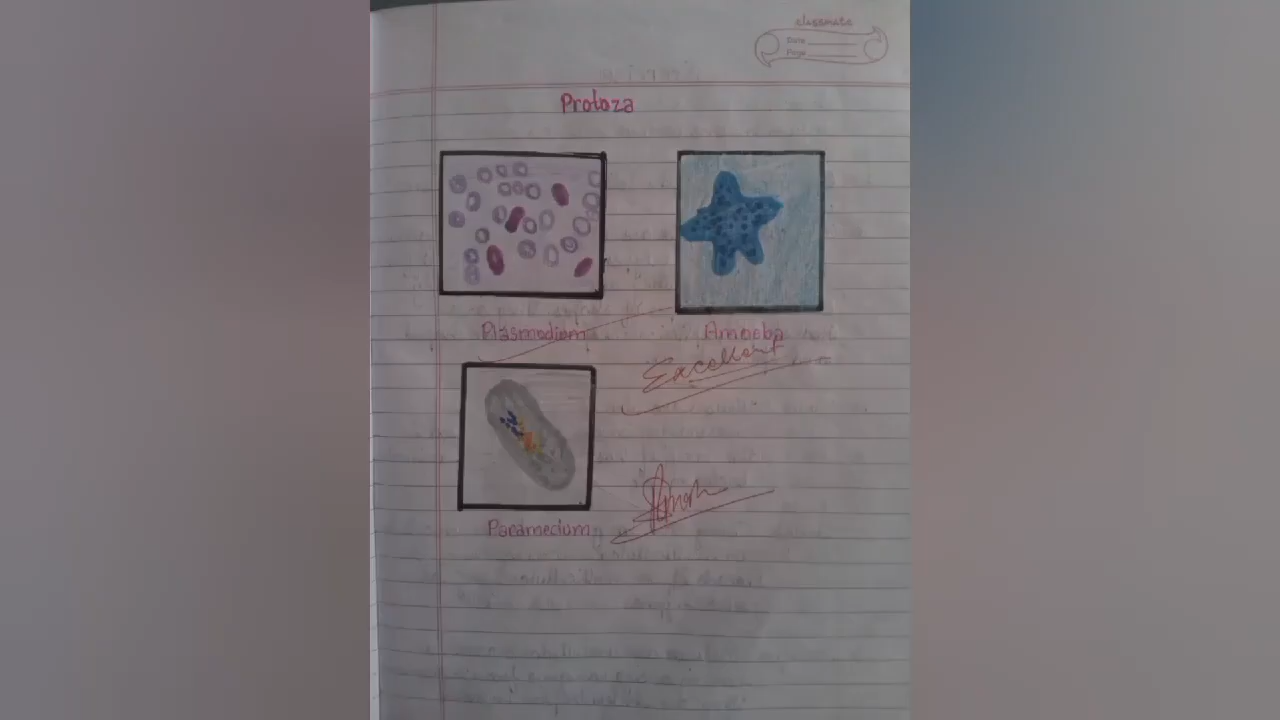 classmate
Date
Page
Protoza
Plasmodium
Amoeba
Excellent
Paramecium